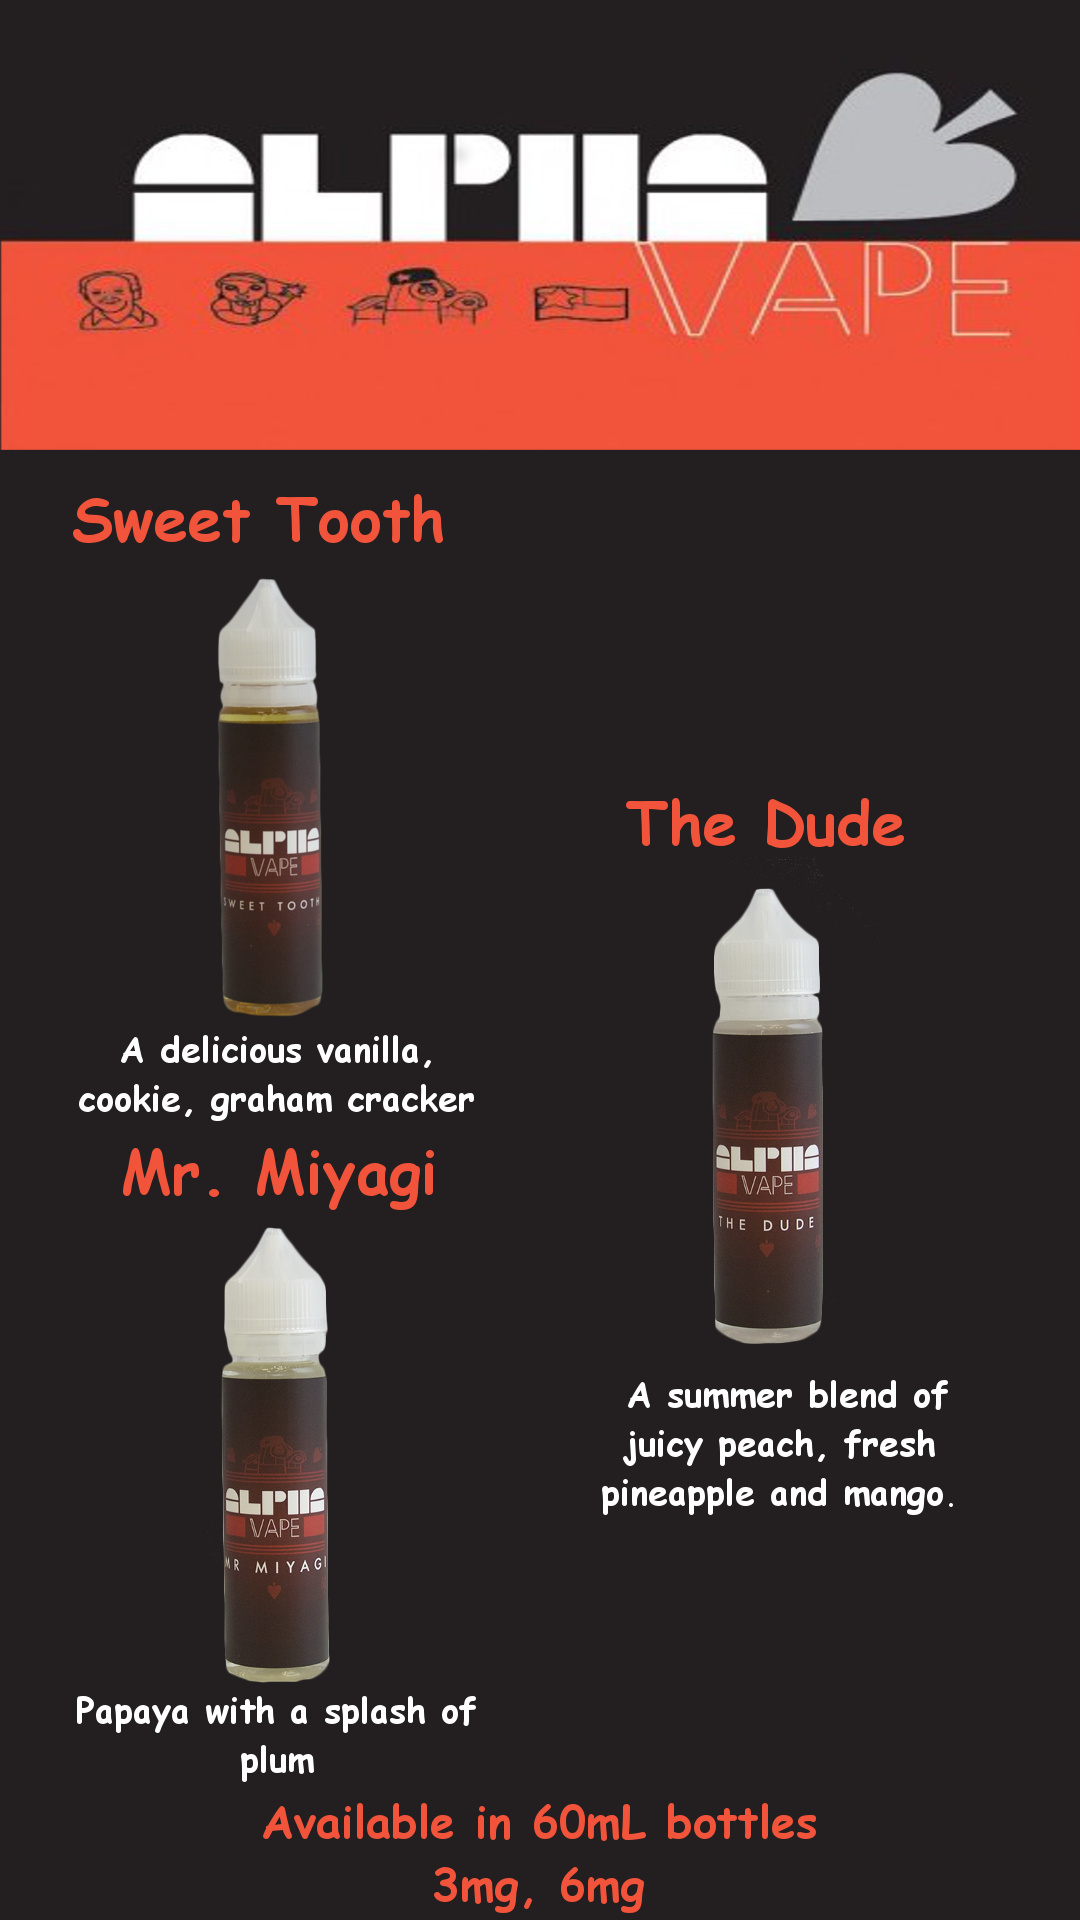 ALPHA
VAPE
Sweet Tooth
ALPHA
VAPE
SWEET TOOTH
A delicious vanilla,
cookie, graham cracker
The Dude
ALPHA
VAPE
THE DUDE
A summer blend of
juicy peach, fresh
pineapple and mango.
Mr. Miyagi
ALPHA
VAPE
MR MIYAGI
Papaya with a splash of
plum
Available in 60mL bottles
3mg, 6mg